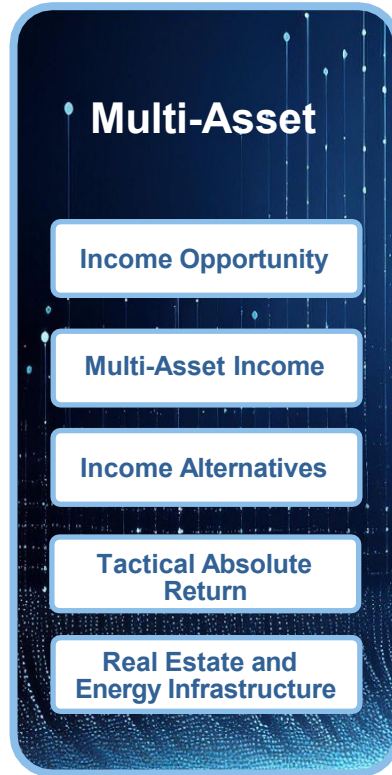 Multi-Asset
Income Opportunity
Multi-Asset Income
Income Alternatives
Tactical Absolute
Return
Real Estate and
Energy Infrastructure